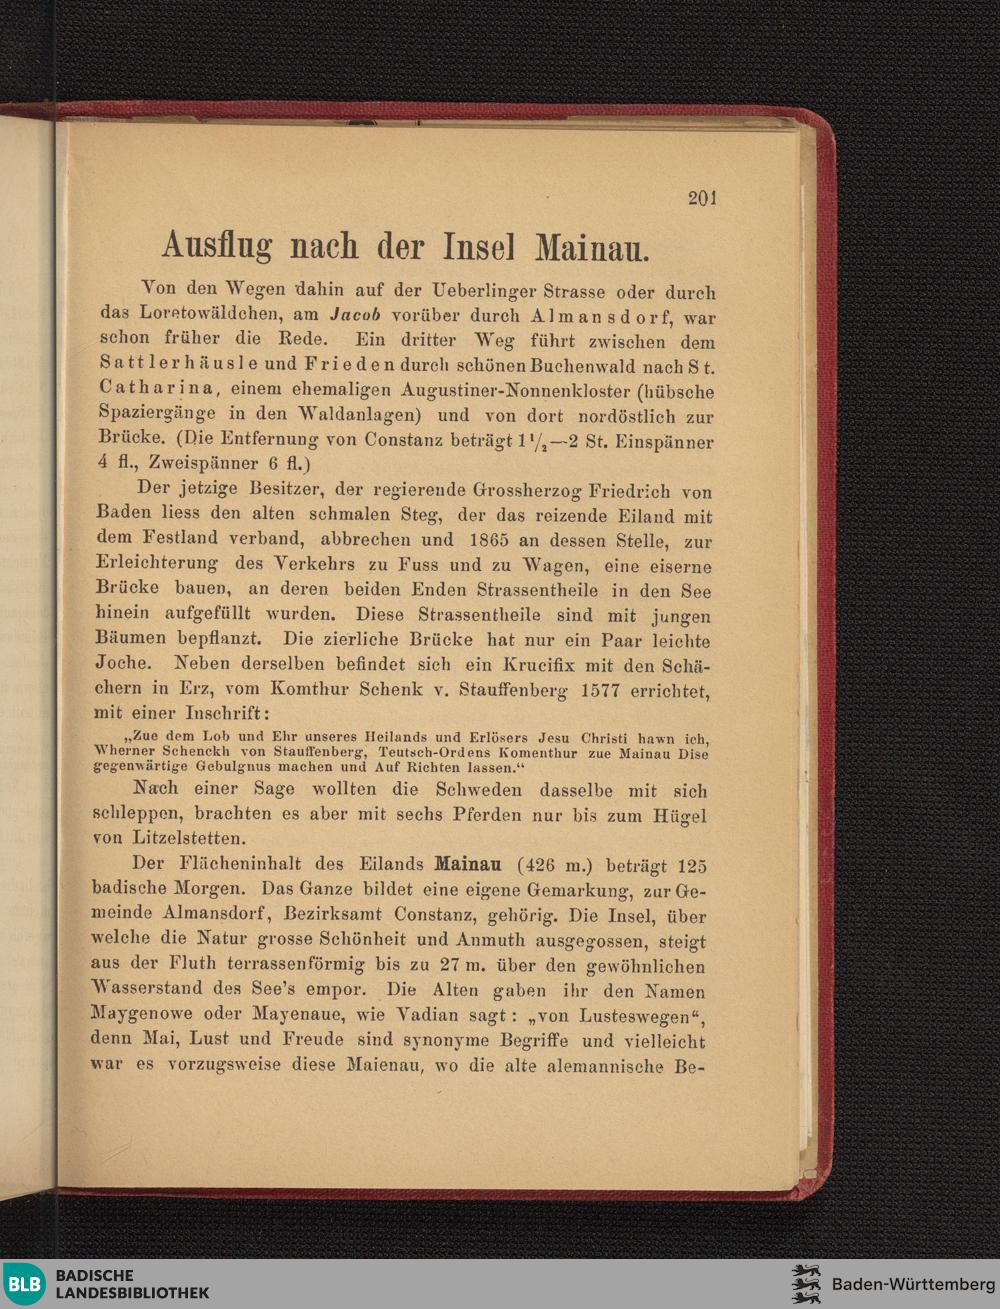 201
Ausflug nach der Insel Mainau.
Von den Wegen dahin auf der Ueberlinger Strasse oder durch
das Loretowäldchen, am Jacob vorüber durch Almansdorf, war
schon früher die Rede. Ein dritter Weg führt zwischen dem
Sattlerhäusle und Frieden durch schönen Buchenwald nach St.
Catharina, einem ehemaligen Augustiner-Nonnenkloster (hübsche
Spaziergänge in den Waldanlagen) und von dort nordöstlich zur
Brücke. (Die Entfernung von Constanz beträgt 1 1/2—2 St. Einspänner
4 fl., Zweispänner 6 fl.)
Der jetzige Besitzer, der regierende Grossherzog Friedrich von
Baden liess den alten schmalen Steg, der das reizende Eiland mit
dem Festland verband, abbrechen und 1865 an dessen Stelle, zur
Erleichterung des Verkehrs zu Fuss und zu Wagen, eine eiserne
Brücke bauen, an deren beiden Enden Strassentheile in den See
hinein aufgefüllt wurden. Diese Strassentheile sind mit jungen
Bäumen bepflanzt. Die zierliche Brücke hat nur ein Paar leichte
Joche. Neben derselben befindet sich ein Krucifix mit den Schä-
chern in Erz, vom Komthur Schenk v. Stauffenberg 1577 errichtet,
mit einer Inschrift:
„Zue dem Lob und Ehr unseres Heilands und Erlösers Jesu Christi hawn ich,
Wherner Schenckh von Stauffenberg, Teutsch-Ordens Komenthur zue Mainau Dise
gegenwärtige Gebulgnus machen und Auf Richten lassen.“
Nach einer Sage wollten die Schweden dasselbe mit sich
schleppen, brachten es aber mit sechs Pferden nur bis zum Hügel
von Litzelstetten.
Der Flächeninhalt des Eilands Mainau (426 m.) beträgt 125
badische Morgen. Das Ganze bildet eine eigene Gemarkung, zur Ge-
meinde Almansdorf, Bezirksamt Constanz, gehörig. Die Insel, über
welche die Natur grosse Schönheit und Anmuth ausgegossen, steigt
aus der Fluth terrassenförmig bis zu 27 m. über den gewöhnlichen
Wasserstand des See's empor. Die Alten gaben ihr den Namen
Maygenowe oder Mayenaue, wie Vadian sagt: „von Lusteswegen“,
denn Mai, Lust und Freude sind synonyme Begriffe und vielleicht
war es vorzugsweise diese Maienau, wo die alte alemannische Be-
BLB BADISCHE
LANDESBIBLIOTHEK
Baden-Württemberg